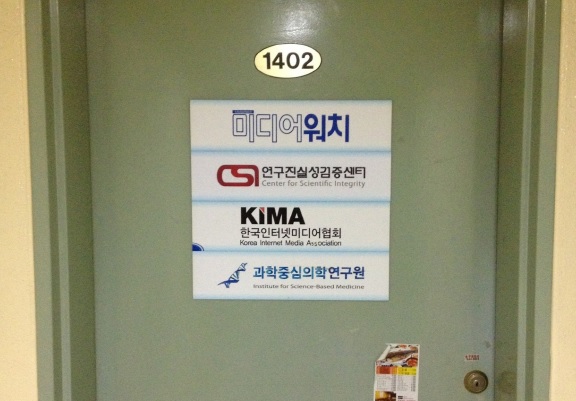 1402
미디어워치
CSI 연구진실성검증센터
Center for Scientific Integrity
KIMA
한국인터넷미디어협회
Korea Internet Media Association
과학중심의학연구원
Institute for Science-Based Medicine